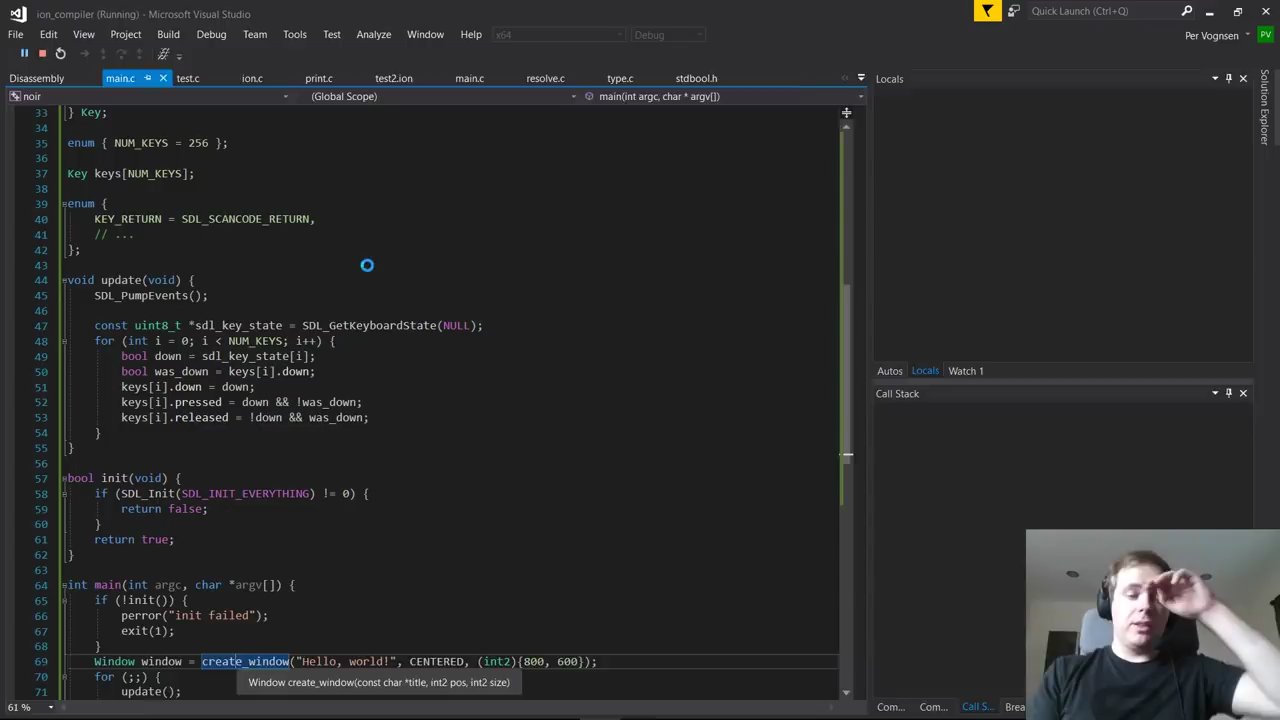 ion_compiler (Running) - Microsoft Visual Studio
Quick Launch (Ctrl+Q)
File Edit View Project Build Debug Team Tools Test Analyze Window Help x64 Debug
Per Vognsen PV
Disassembly main.c test.c ion.c print.c test2.ion main.c resolve.c type.c stdbool.h
noir (Global Scope) main(int argc, char * argv[])
33 } Key;
34
35 enum { NUM_KEYS = 256 };
36
37 Key keys[NUM_KEYS];
38
39 enum {
40 KEY_RETURN = SDL_SCANCODE_RETURN,
41 // ...
42 };
43
44 void update(void) {
45 SDL_PumpEvents();
46
47 const uint8_t *sdl_key_state = SDL_GetKeyboardState(NULL);
48 for (int i = 0; i < NUM_KEYS; i++) {
49 bool down = sdl_key_state[i];
50 bool was_down = keys[i].down;
51 keys[i].down = down;
52 keys[i].pressed = down && !was_down;
53 keys[i].released = !down && was_down;
54 }
55 }
56
57 bool init(void) {
58 if (SDL_Init(SDL_INIT_EVERYTHING) != 0) {
59 return false;
60 }
61 return true;
62 }
63
64 int main(int argc, char *argv[]) {
65 if (!init()) {
66 perror("init failed");
67 exit(1);
68 }
69 Window window = create_window("Hello, world!", CENTERED, (int2){800, 600});
70 for (;;) {
Window create_window(const char *title, int2 pos, int2 size)
71 update();
61 %
Locals
Autos Locals Watch 1
Call Stack
Com... Com... Call S... Brea
Solution Explorer